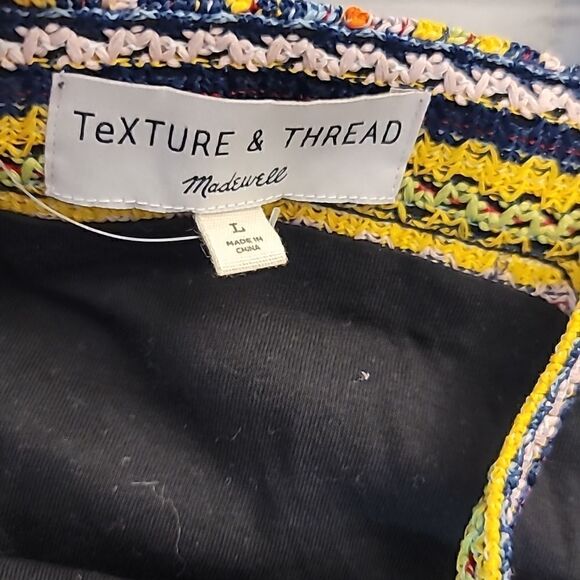 TeXTURE & THREAD
Madewell
L
MADE IN
CHINA